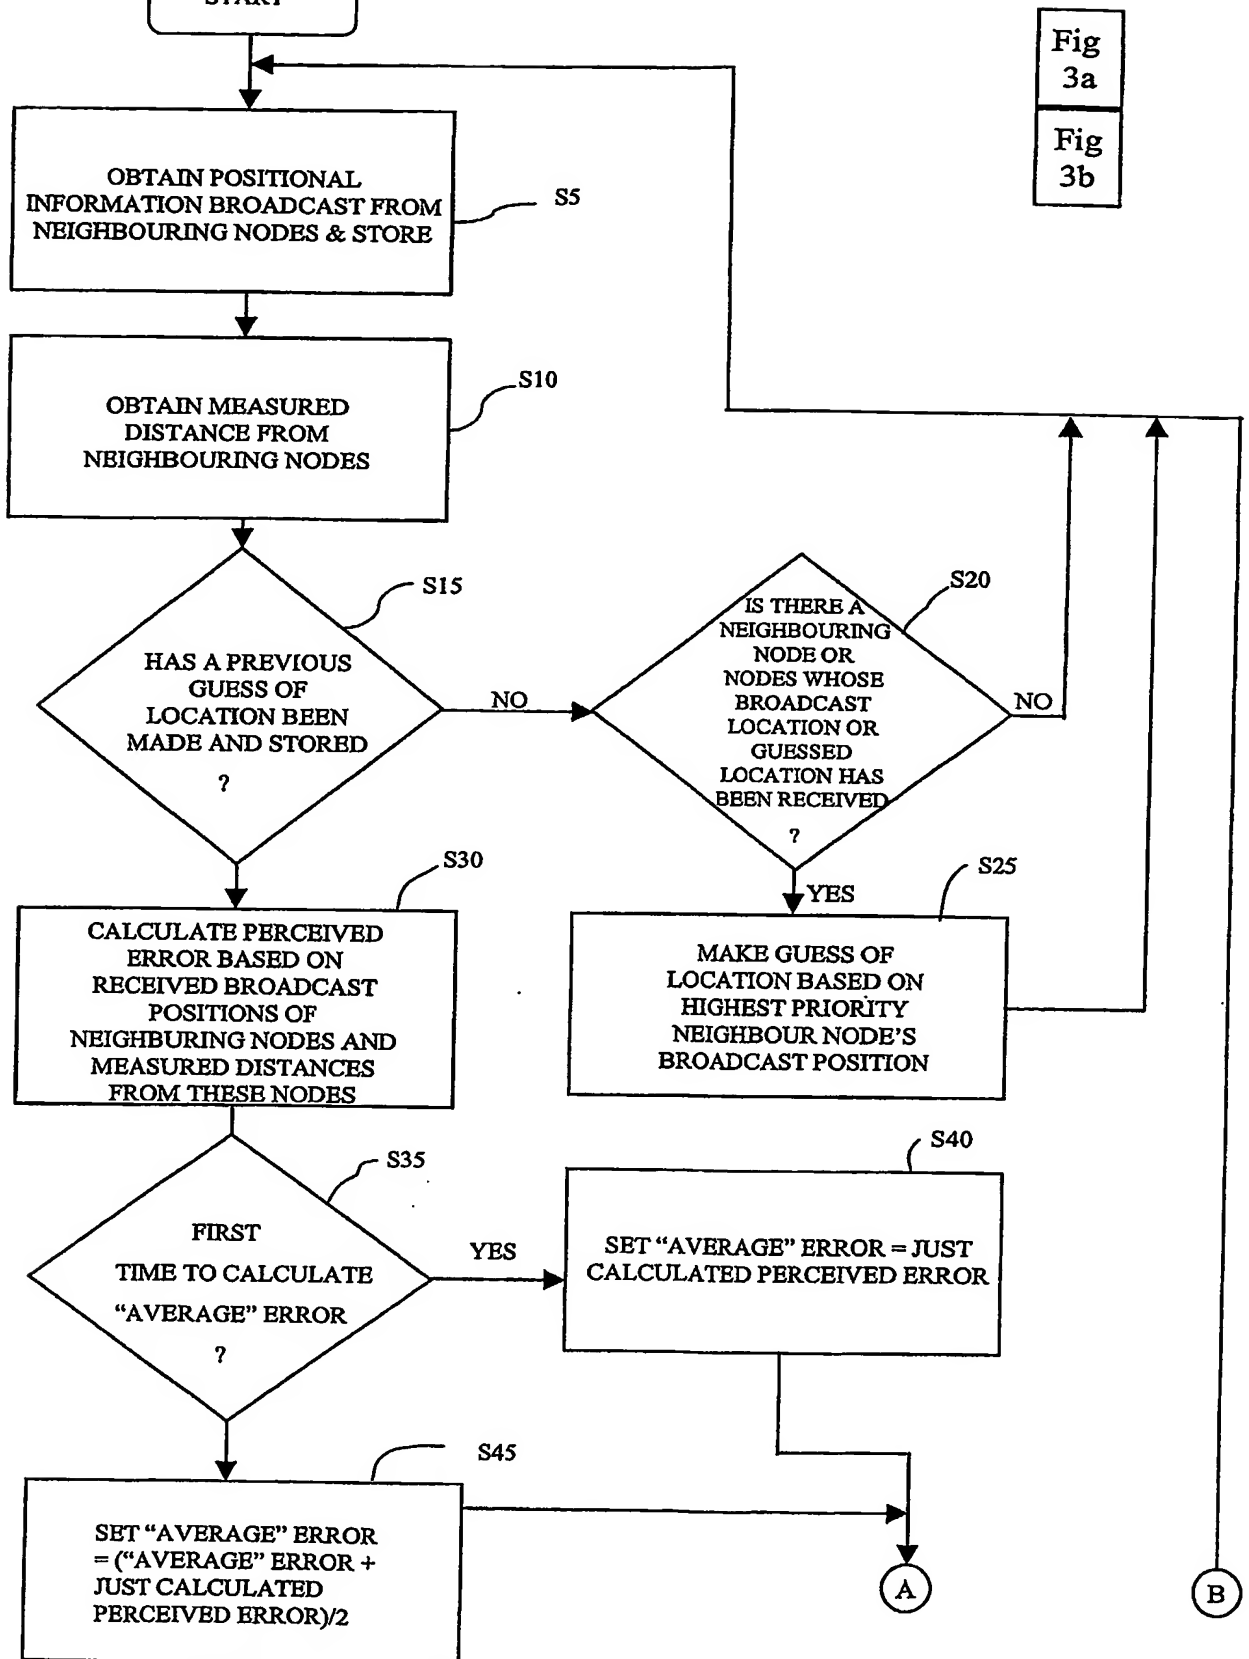 START
Fig
3a
Fig
3b
OBTAIN POSITIONAL
INFORMATION BROADCAST FROM
NEIGHBOURING NODES & STORE
S5
OBTAIN MEASURED
DISTANCE FROM
NEIGHBOURING NODES
S10
HAS A PREVIOUS
GUESS OF
LOCATION BEEN
MADE AND STORED
?
S15
NO
IS THERE A
NEIGHBOURING
NODE OR
NODES WHOSE
BROADCAST
LOCATION OR
GUESSED
LOCATION HAS
BEEN RECEIVED
?
S20
NO
YES
CALCULATE PERCEIVED
ERROR BASED ON
RECEIVED BROADCAST
POSITIONS OF
NEIGHBURING NODES AND
MEASURED DISTANCES
FROM THESE NODES
S30
MAKE GUESS OF
LOCATION BASED ON
HIGHEST PRIORITY
NEIGHBOUR NODE'S
BROADCAST POSITION
S25
FIRST
TIME TO CALCULATE
“AVERAGE” ERROR
?
S35
YES
SET “AVERAGE” ERROR = JUST
CALCULATED PERCEIVED ERROR
S40
SET “AVERAGE” ERROR
= (“AVERAGE” ERROR +
JUST CALCULATED
PERCEIVED ERROR)/2
S45
A
B